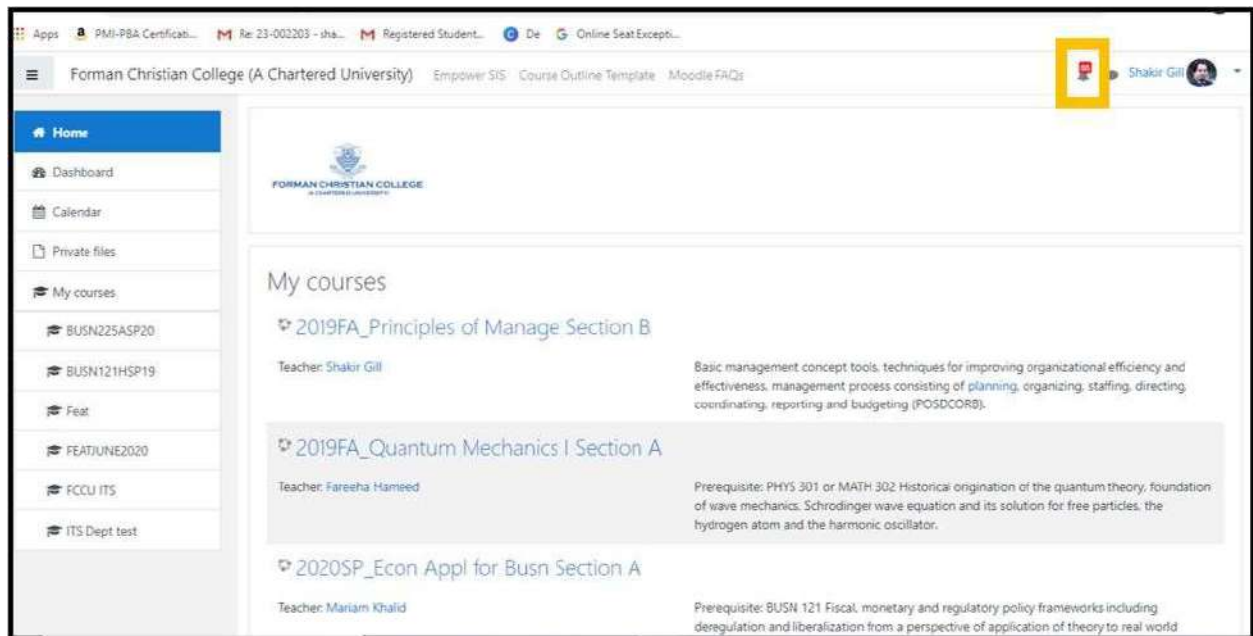 Apps PMI-PBA Certificati... Re: 23-002203 - sha... Registered Student... De Online Seat Excepti...
Forman Christian College (A Chartered University) Empower SIS Course Outline Template Moodle FAQs Shakir Gill
Home
Dashboard
Calendar
Private files
My courses
BUSN225ASP20
BUSN121HSP19
Feat
FEATJUNE2020
FCCU ITS
ITS Dept test
FORMAN CHRISTIAN COLLEGE
(A CHARTERED UNIVERSITY)
My courses
2019FA_Principles of Manage Section B
Teacher: Shakir Gill
Basic management concept tools, techniques for improving organizational efficiency and
effectiveness, management process consisting of planning, organizing, staffing, directing,
coordinating, reporting and budgeting (POSDCORB).
2019FA_Quantum Mechanics I Section A
Teacher: Fareeha Hameed
Prerequisite: PHYS 301 or MATH 302 Historical origination of the quantum theory, foundation
of wave mechanics, Schrodinger wave equation and its solution for free particles, the
hydrogen atom and the harmonic oscillator.
2020SP_Econ Appl for Busn Section A
Teacher: Mariam Khalid
Prerequisite: BUSN 121 Fiscal, monetary and regulatory policy frameworks including
deregulation and liberalization from a perspective of application of theory to real world